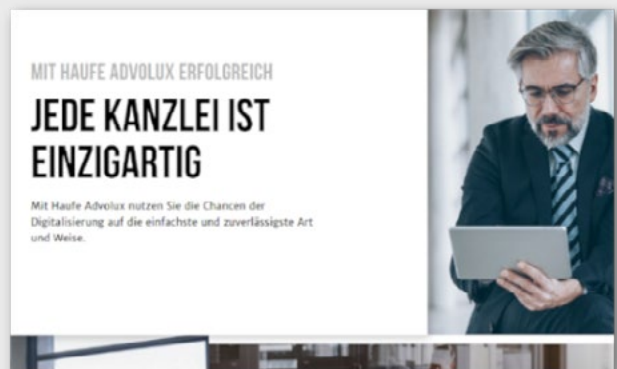 MIT HAUFE ADVOLUX ERFOLGREICH
JEDE KANZLEI IST
EINZIGARTIG
Mit Haufe Advolux nutzen Sie die Chancen der
Digitalisierung auf die einfachste und zuverlässigste Art
und Weise.